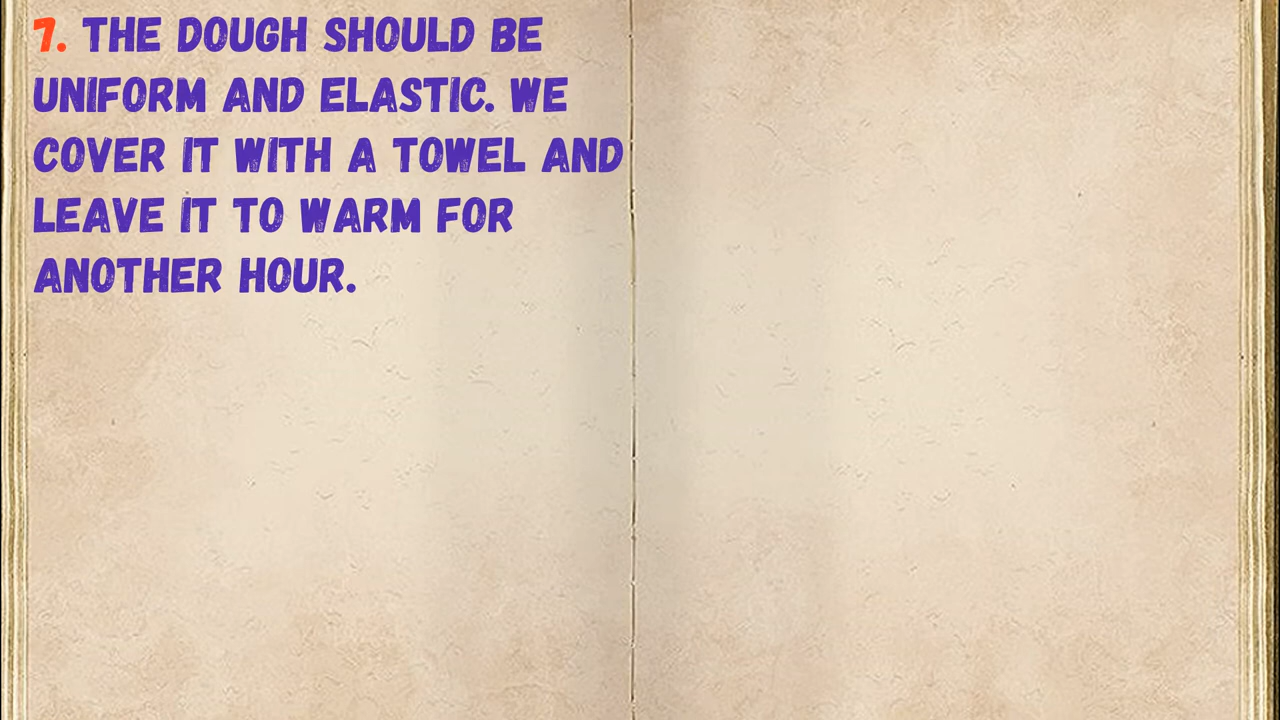 7. THE DOUGH SHOULD BE
UNIFORM AND ELASTIC. WE
COVER IT WITH A TOWEL AND
LEAVE IT TO WARM FOR
ANOTHER HOUR.